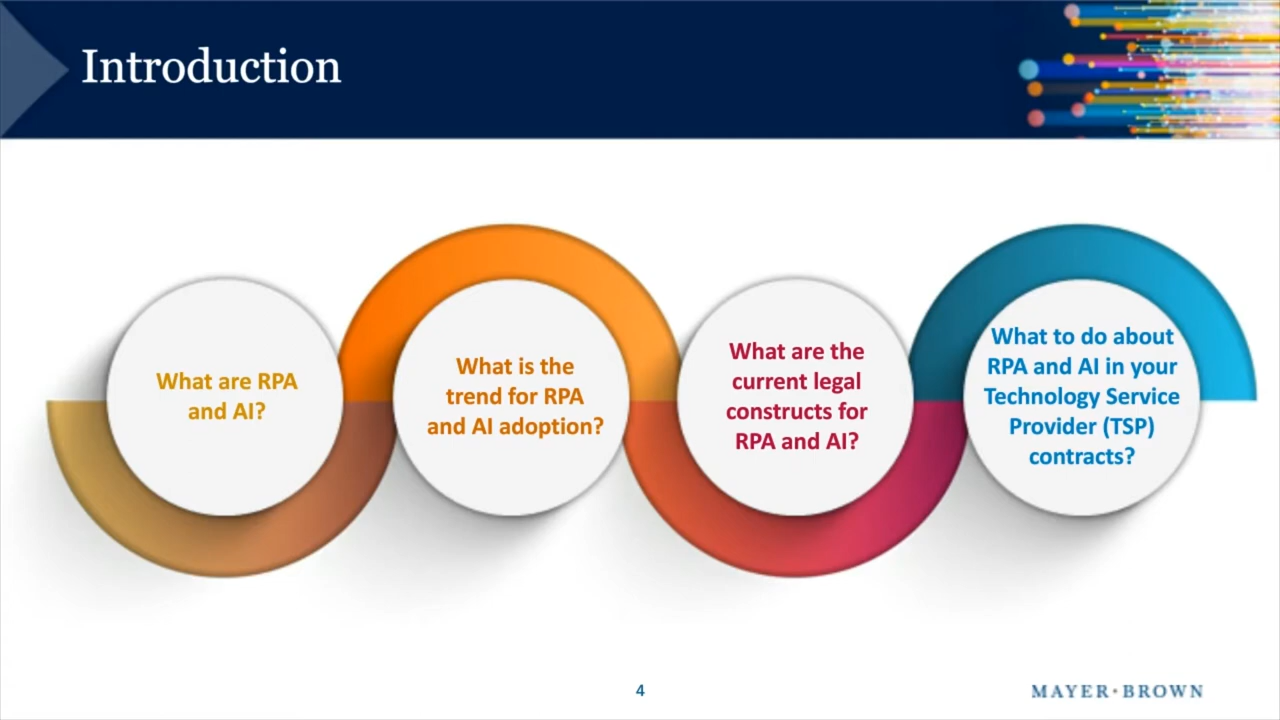 Introduction
What are RPA
and AI?
What is the
trend for RPA
and AI adoption?
What are the
current legal
constructs for
RPA and AI?
What to do about
RPA and AI in your
Technology Service
Provider (TSP)
contracts?
4
MAYER•BROWN